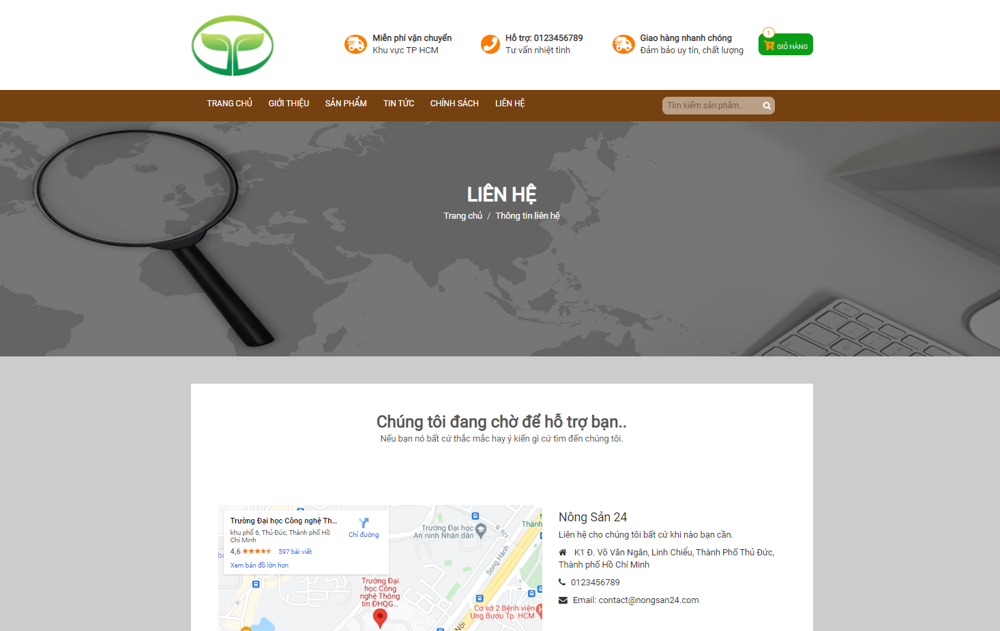 Miễn phí vận chuyển
Khu vực TP HCM
Hỗ trợ: 0123456789
Tư vấn nhiệt tình
Giao hàng nhanh chóng
Đảm bảo uy tín, chất lượng
1
GIỎ HÀNG
TRANG CHỦ GIỚI THIỆU SẢN PHẨM TIN TỨC CHÍNH SÁCH LIÊN HỆ
Tìm kiếm sản phẩm..
LIÊN HỆ
Trang chủ / Thông tin liên hệ
Chúng tôi đang chờ để hỗ trợ bạn..
Nếu bạn nó bất cứ thắc mắc hay ý kiến gì cứ tìm đến chúng tôi.
Trường Đại học Công nghệ Th...
khu phố 6, Thủ Đức, Thành phố Hồ
Chí Minh
4,6 597 bài viết
Xem bản đồ lớn hơn
Chỉ đường
Trường Đại học
An ninh Nhân dân
Đ. 621
Thành
Song Hành
Trường Đại
học Công
nghệ Thông
tin ĐHQG...
Cơ sở 2 Bệnh viện
Ung Bướu Tp. HCM
Nội
Nông Sản 24
Liên hệ cho chúng tôi bất cứ khi nào bạn cần.
K1 Đ. Võ Văn Ngân, Linh Chiểu, Thành Phố Thủ Đức,
Thành phố Hồ Chí Minh
0123456789
Email: contact@nongsan24.com